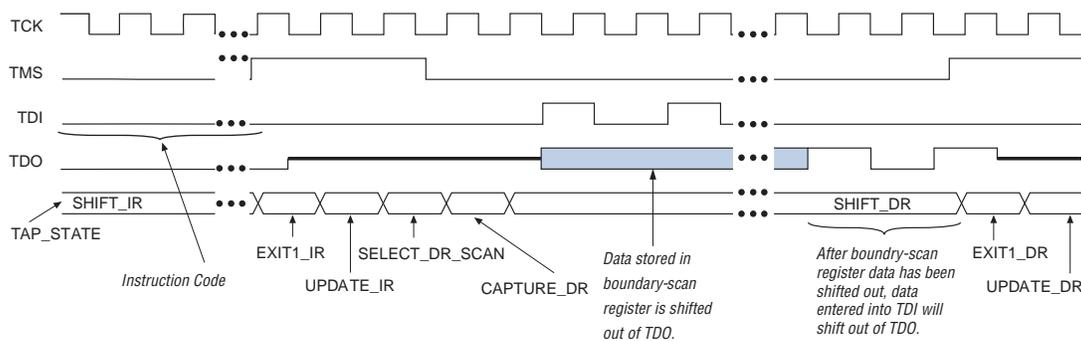 TCK
TMS
TDI
TDO
SHIFT_IR
SHIFT_DR
TAP_STATE
EXIT1_IR
SELECT_DR_SCAN
EXIT1_DR
Instruction Code
UPDATE_IR
CAPTURE_DR
UPDATE_DR
Data stored in
boundary-scan
register is shifted
out of TDO.
After boundry-scan
register data has been
shifted out, data
entered into TDI will
shift out of TDO.